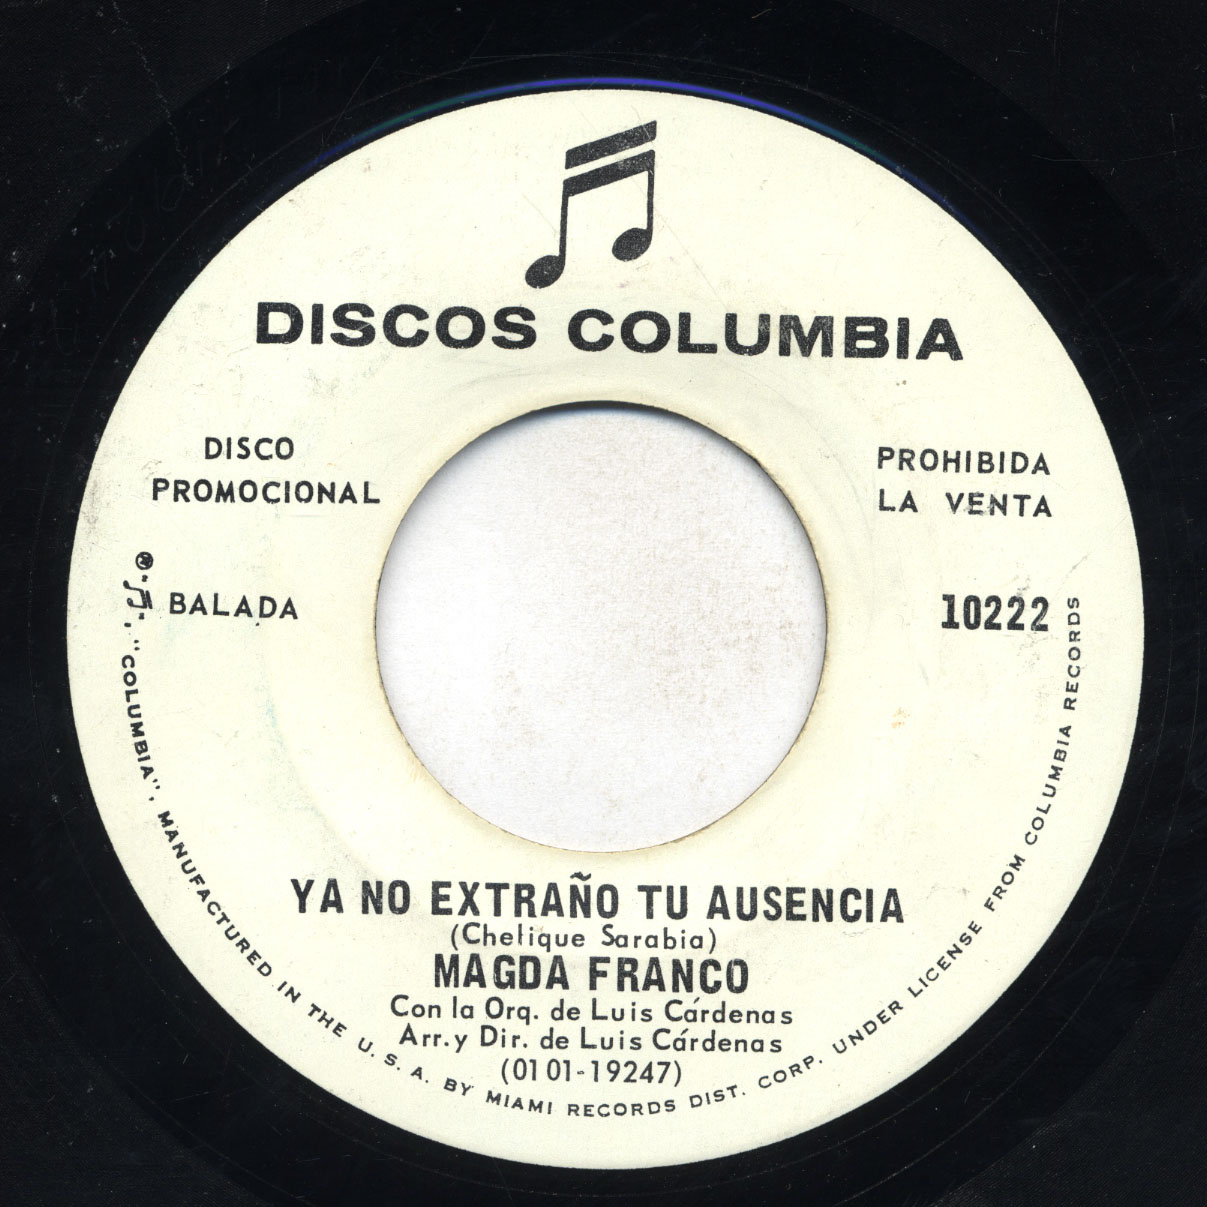 DISCOS COLUMBIA
DISCO
PROMOCIONAL
PROHIBIDA
LA VENTA
BALADA
10222
YA NO EXTRAÑO TU AUSENCIA
(Chelique Sarabia)
MAGDA FRANCO
Con la Orq. de Luis Cárdenas
Arr. y Dir. de Luis Cárdenas
(0101-19247)
®"♫", "COLUMBIA", MANUFACTURED IN THE U. S. A. BY MIAMI RECORDS DIST. CORP. UNDER LICENSE FROM COLUMBIA RECORDS